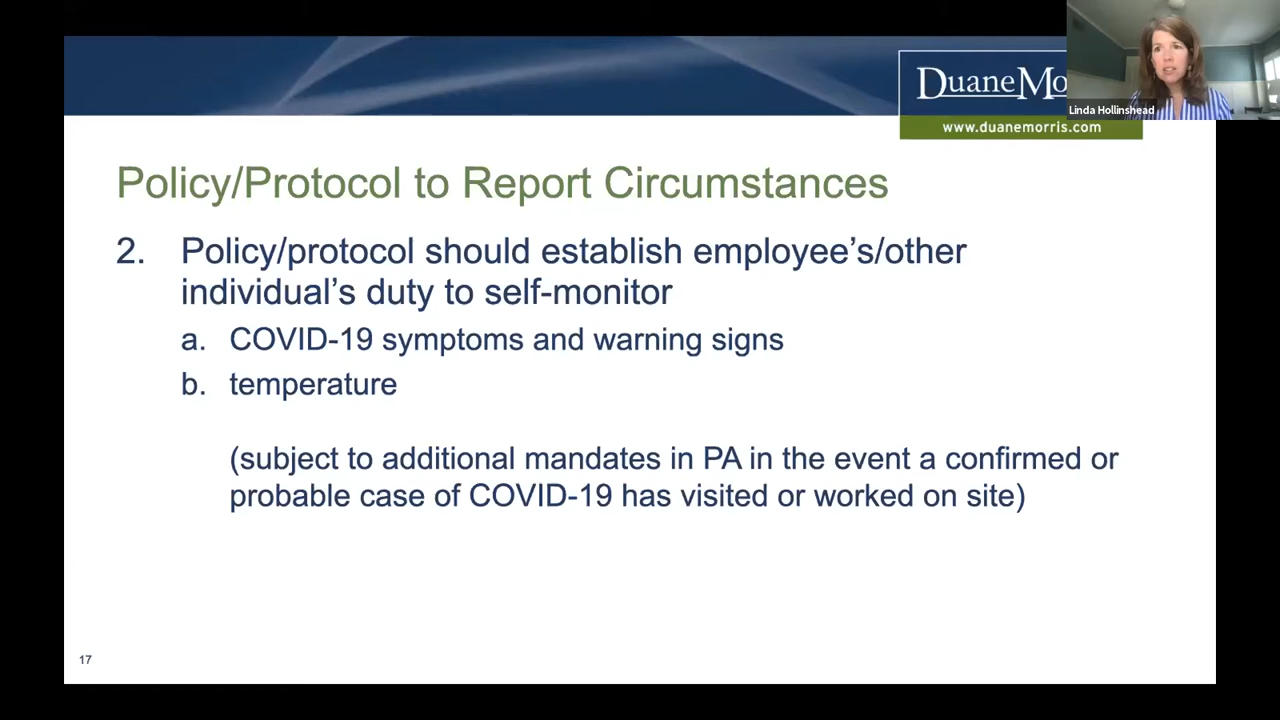 DuaneMo
Linda Hollinshead
www.duanemorris.com
Policy/Protocol to Report Circumstances
2. Policy/protocol should establish employee’s/other
individual’s duty to self-monitor
a. COVID-19 symptoms and warning signs
b. temperature
(subject to additional mandates in PA in the event a confirmed or
probable case of COVID-19 has visited or worked on site)
17